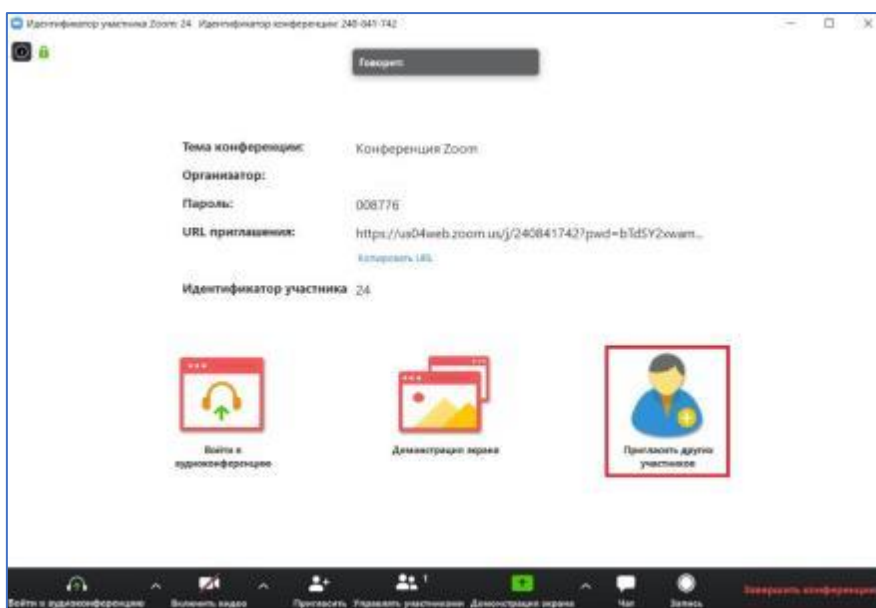 Идентификатор участника Zoom: 24 Идентификатор конференции: 240-841-742
Говорит:
Тема конференции: Конференция Zoom
Организатор:
Пароль: 008776
URL приглашения: https://us04web.zoom.us/j/240841742?pwd=bTdSY2xwam...
Копировать URL
Идентификатор участника 24
Войти в аудиоконференцию
Демонстрация экрана
Пригласить других участников
Войти в аудиоконференцию Включить видео Пригласить Управлять участниками 1 Демонстрация экрана Чат Запись Завершить конференцию